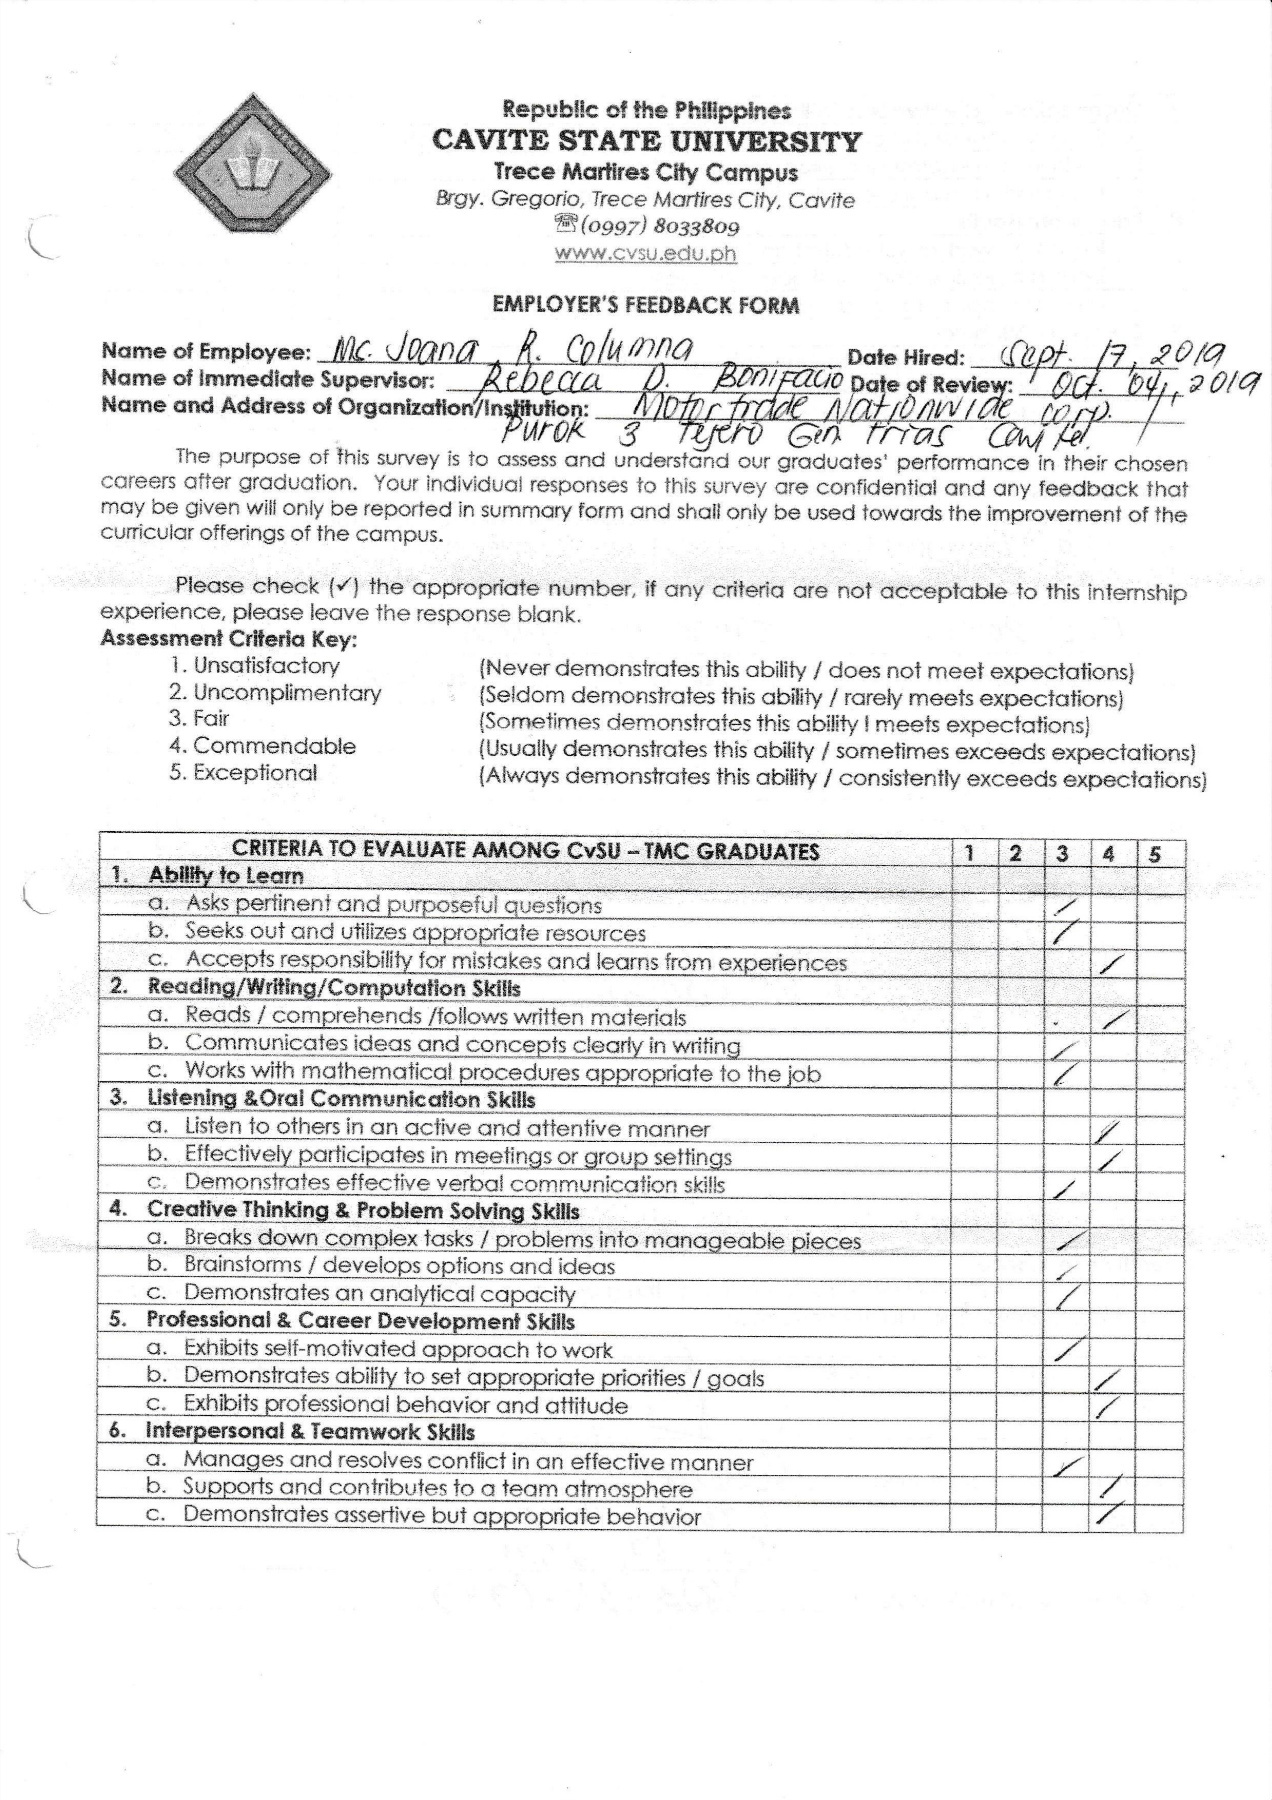 Republic of the Philippines
CAVITE STATE UNIVERSITY
Trece Martires City Campus
Brgy. Gregorio, Trece Martires City, Cavite
☏(0997) 8033809
www.cvsu.edu.ph
EMPLOYER'S FEEDBACK FORM
Name of Employee: Mc. Joana R. Columna Date Hired: Sept. 17, 2019
Name of Immediate Supervisor: Rebecca D. Bonifacio Date of Review: Oct. 04, 2019
Name and Address of Organization/Institution: Motortrade Nationwide Corp.
Purok 3 Tejero Gen. Trias Cavite
The purpose of this survey is to assess and understand our graduates' performance in their chosen
careers after graduation. Your individual responses to this survey are confidential and any feedback that
may be given will only be reported in summary form and shall only be used towards the improvement of the
curricular offerings of the campus.
Please check (✓) the appropriate number, if any criteria are not acceptable to this internship
experience, please leave the response blank.
Assessment Criteria Key:
1. Unsatisfactory (Never demonstrates this ability / does not meet expectations)
2. Uncomplimentary (Seldom demonstrates this ability / rarely meets expectations)
3. Fair (Sometimes demonstrates this ability I meets expectations)
4. Commendable (Usually demonstrates this ability / sometimes exceeds expectations)
5. Exceptional (Always demonstrates this ability / consistently exceeds expectations)
CRITERIA TO EVALUATE AMONG CvSU – TMC GRADUATES 1 2 3 4 5
1. Ability to Learn
a. Asks pertinent and purposeful questions /
b. Seeks out and utilizes appropriate resources /
c. Accepts responsibility for mistakes and learns from experiences /
2. Reading/Writing/Computation Skills
a. Reads / comprehends /follows written materials /
b. Communicates ideas and concepts clearly in writing /
c. Works with mathematical procedures appropriate to the job /
3. Listening &Oral Communication Skills
a. Listen to others in an active and attentive manner /
b. Effectively participates in meetings or group settings /
c. Demonstrates effective verbal communication skills /
4. Creative Thinking & Problem Solving Skills
a. Breaks down complex tasks / problems into manageable pieces /
b. Brainstorms / develops options and ideas /
c. Demonstrates an analytical capacity /
5. Professional & Career Development Skills
a. Exhibits self-motivated approach to work /
b. Demonstrates ability to set appropriate priorities / goals /
c. Exhibits professional behavior and attitude /
6. Interpersonal & Teamwork Skills
a. Manages and resolves conflict in an effective manner /
b. Supports and contributes to a team atmosphere /
c. Demonstrates assertive but appropriate behavior /